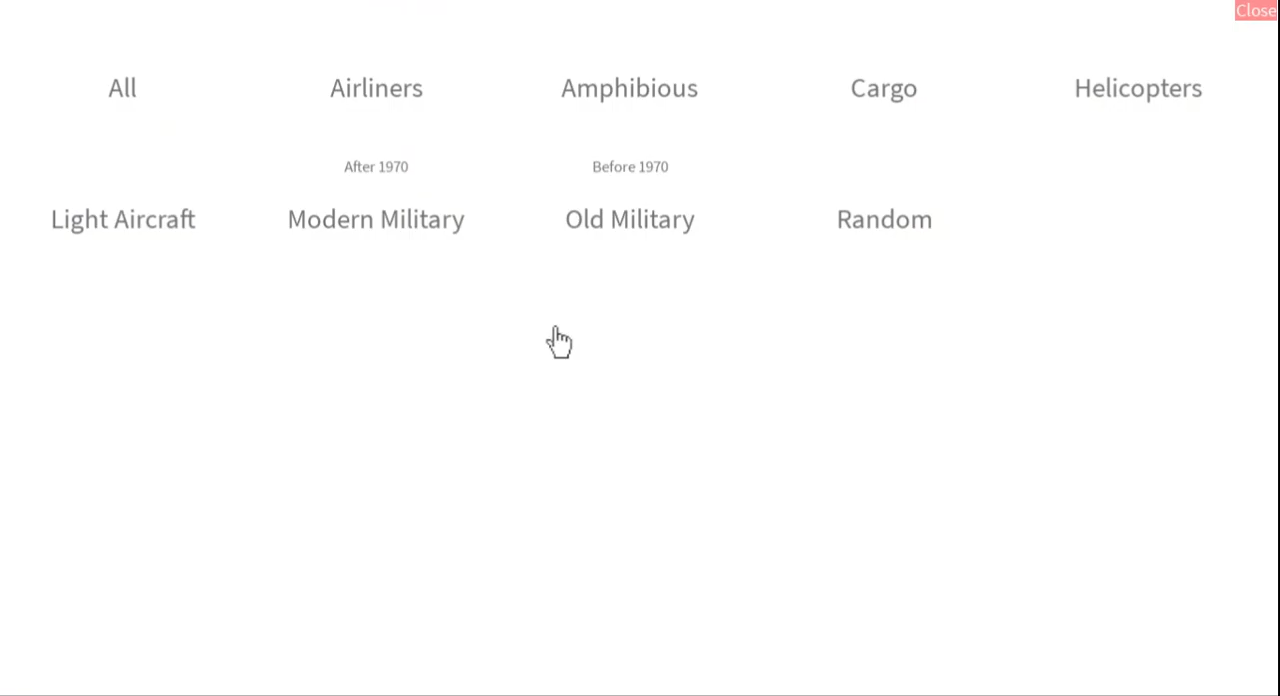 Close
All Airliners Amphibious Cargo Helicopters
After 1970 Before 1970
Light Aircraft Modern Military Old Military Random